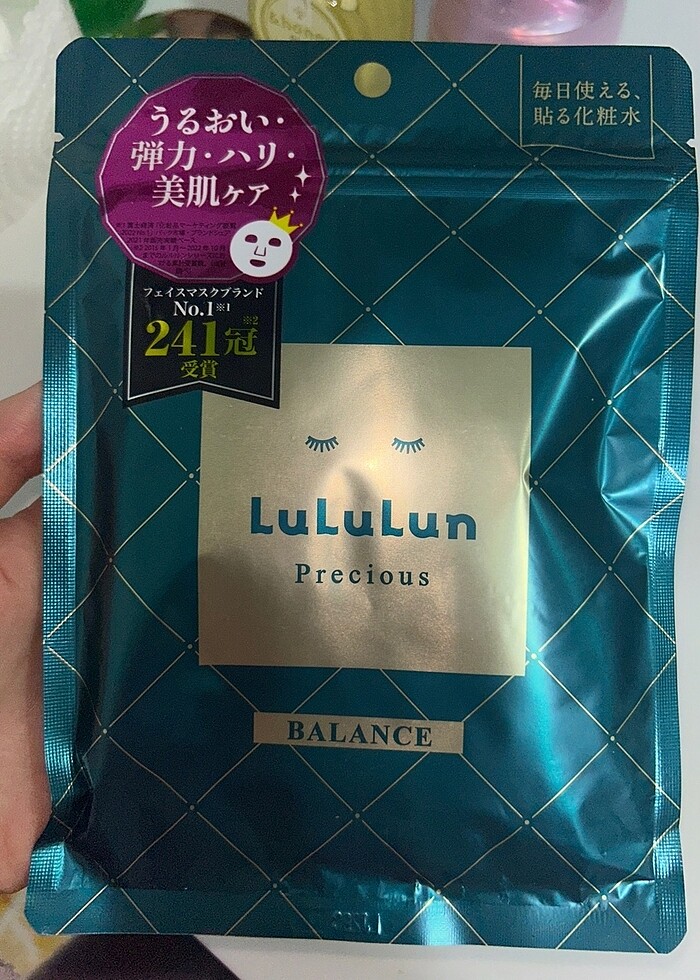 毎日使える、
貼る化粧水
うるおい・
弾力・ハリ・
美肌ケア
フェイスマスクブランド
No.1※1
※2
241冠
受賞
LuLuLun
Precious
BALANCE